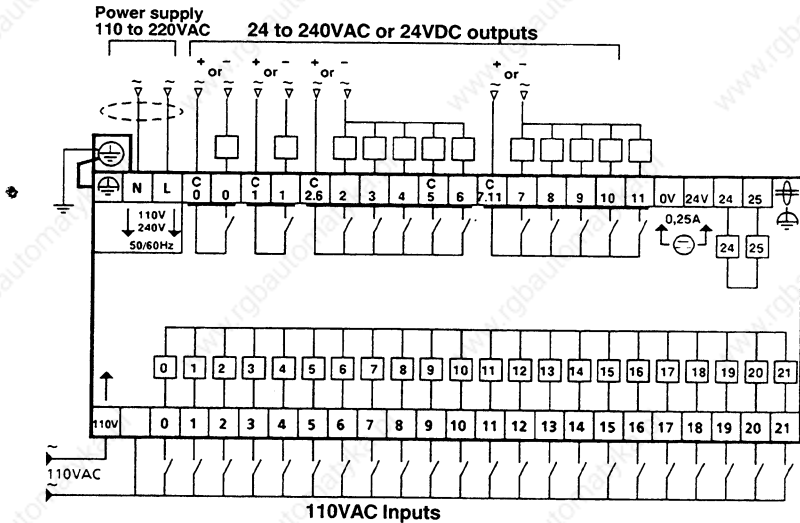 Power supply
110 to 220VAC
24 to 240VAC or 24VDC outputs
+ or − + or − + or − + or −
N L C 0 0 C 1 1 C 2.6 2 3 4 C 5 6 C 7.11 7 8 9 10 11 0V 24V 24 25
110V
240V
50/60Hz
0,25A
24 25
0 1 2 3 4 5 6 7 8 9 10 11 12 13 14 15 16 17 18 19 20 21
110V 0 1 2 3 4 5 6 7 8 9 10 11 12 13 14 15 16 17 18 19 20 21
110VAC
110VAC Inputs
www.rgbautomatyka.com